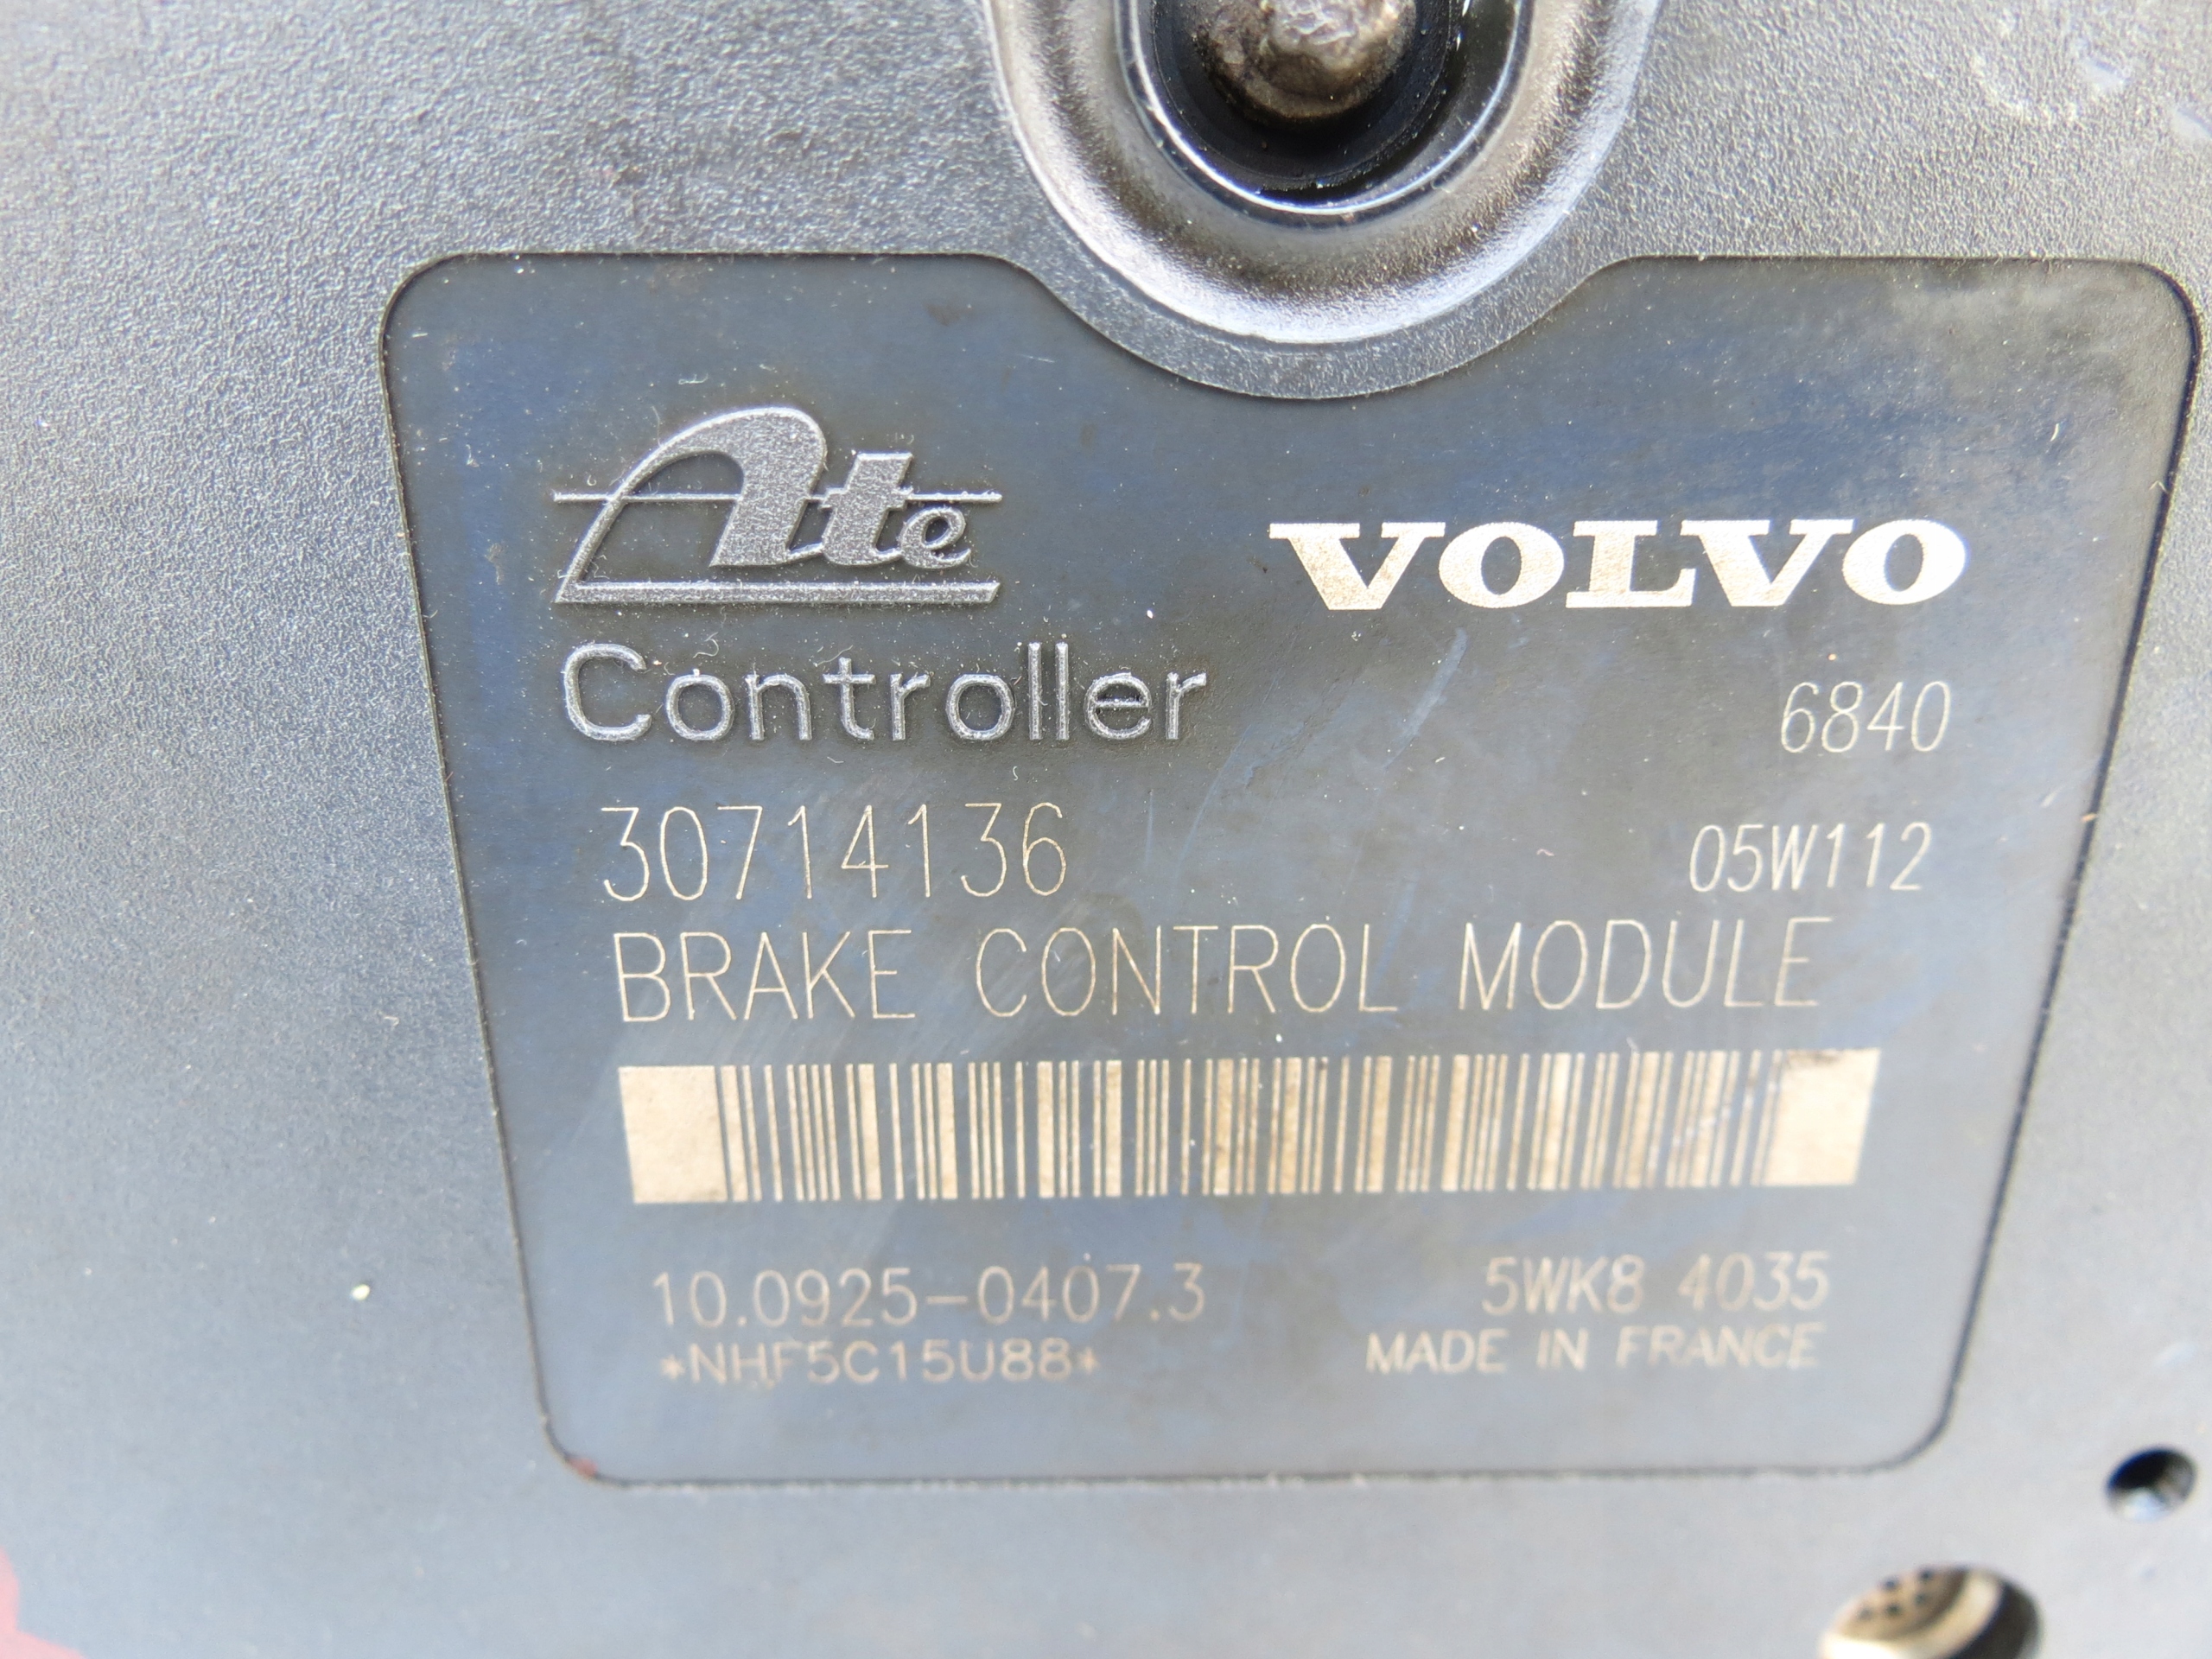 Ate
VOLVO
Controller
6840
30714136
05W112
BRAKE CONTROL MODULE
10.0925-0407.3
5WK8 4035
*NHF5C15U88*
MADE IN FRANCE